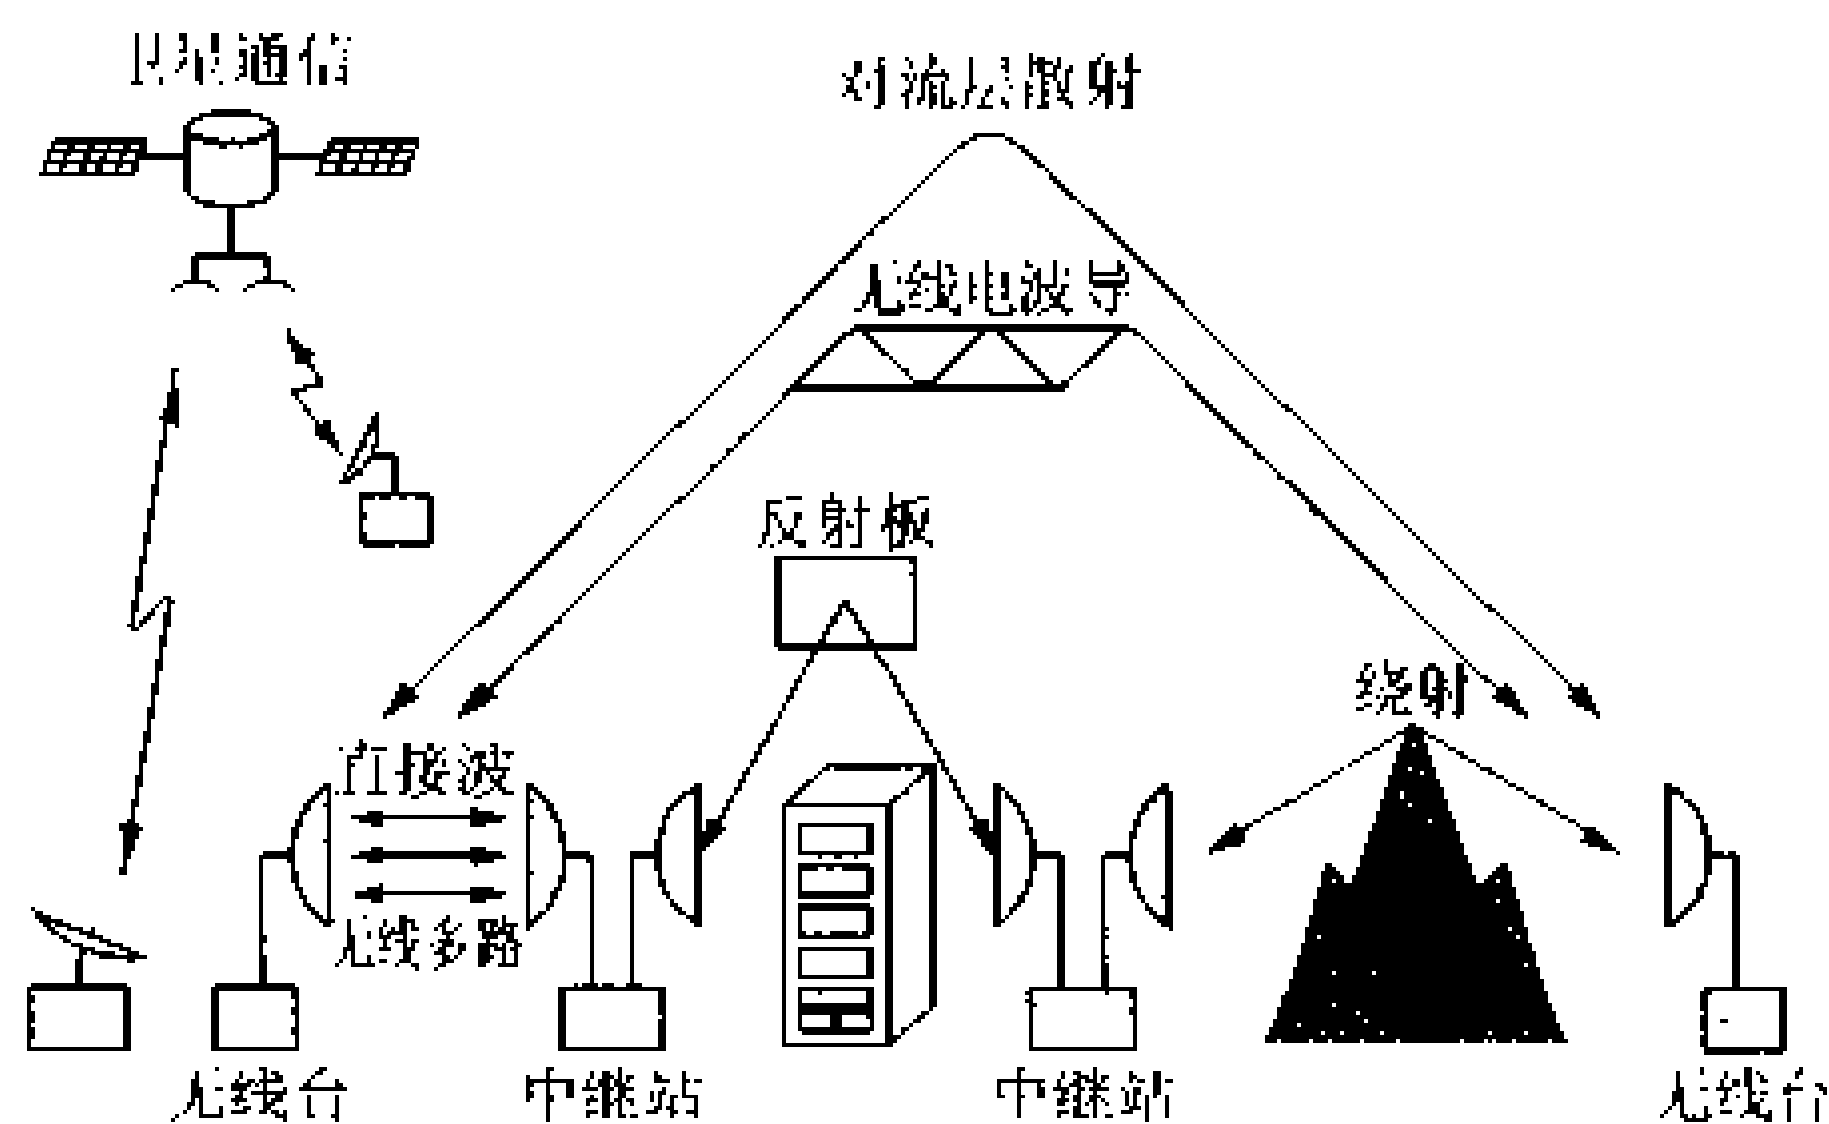 卫星通信
对流层散射
无线电波导
反射板
绕射
直接波
无线多路
无线台
中继站
中继站
无线台